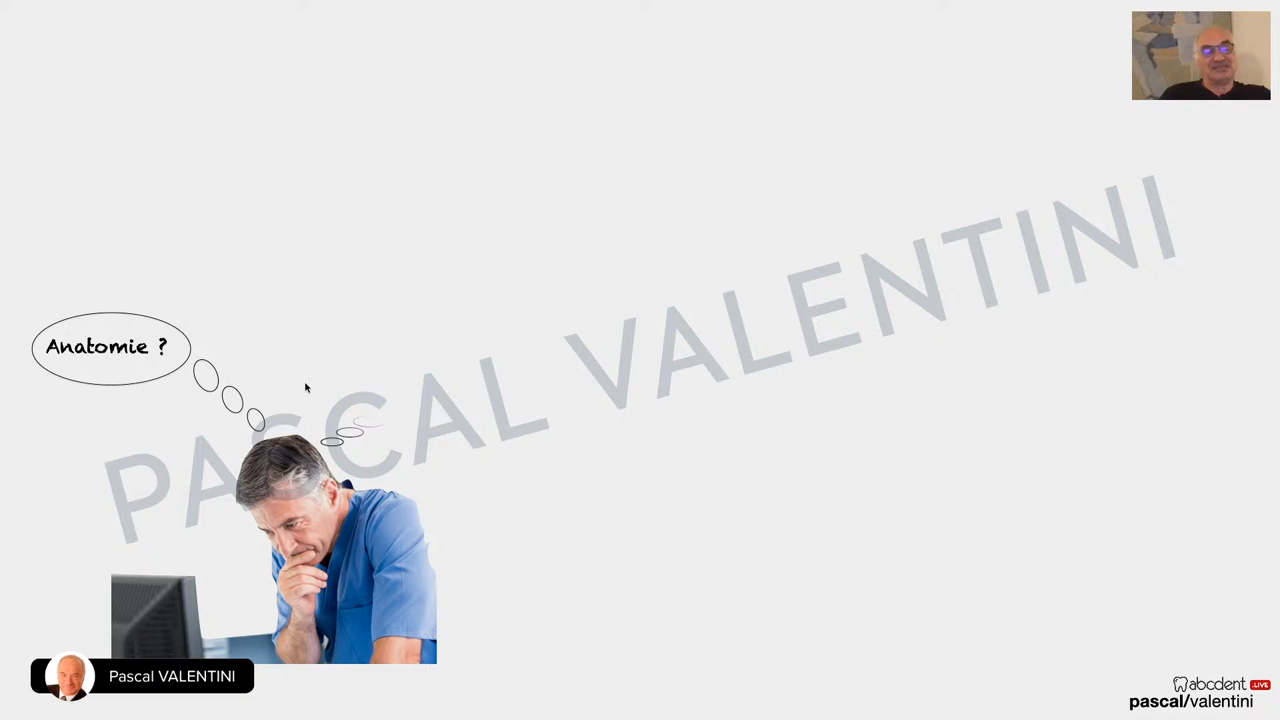 PASCAL VALENTINI
Anatomie ?
Pascal VALENTINI
abcdent .LIVE
pascal/valentini